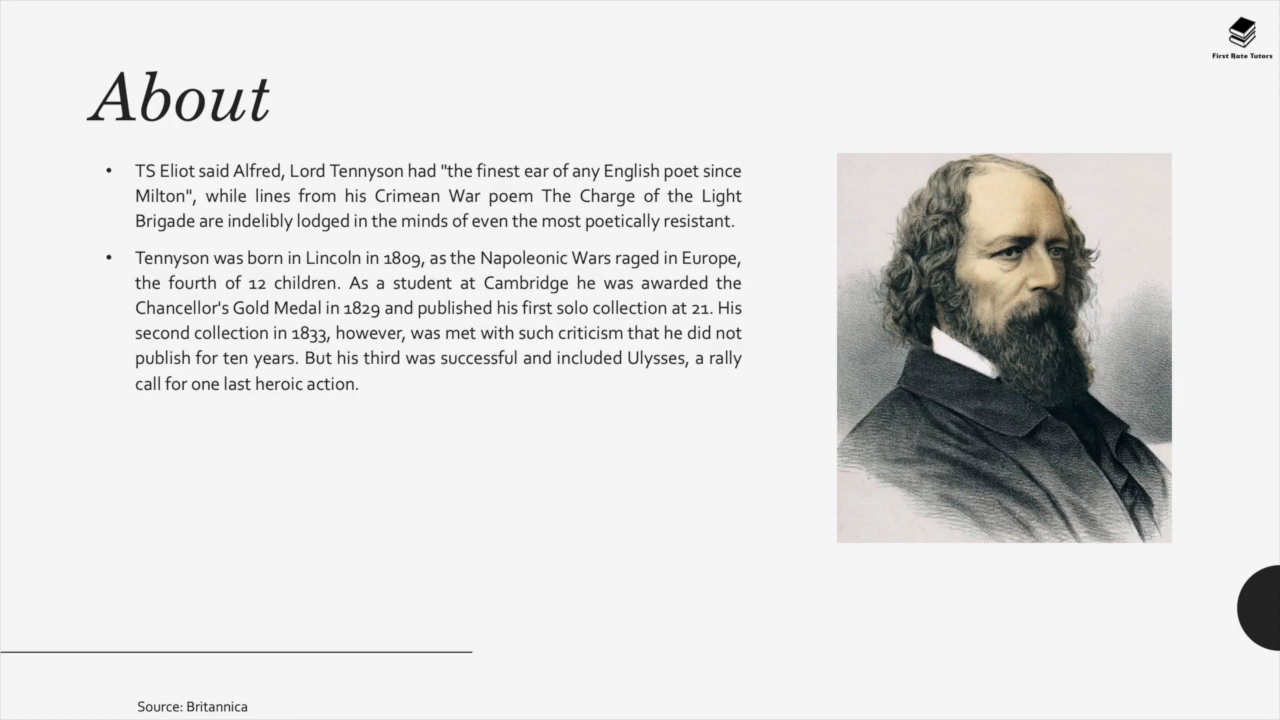 First Rate Tutors
About
• TS Eliot said Alfred, Lord Tennyson had "the finest ear of any English poet since
Milton", while lines from his Crimean War poem The Charge of the Light
Brigade are indelibly lodged in the minds of even the most poetically resistant.
• Tennyson was born in Lincoln in 1809, as the Napoleonic Wars raged in Europe,
the fourth of 12 children. As a student at Cambridge he was awarded the
Chancellor's Gold Medal in 1829 and published his first solo collection at 21. His
second collection in 1833, however, was met with such criticism that he did not
publish for ten years. But his third was successful and included Ulysses, a rally
call for one last heroic action.
Source: Britannica